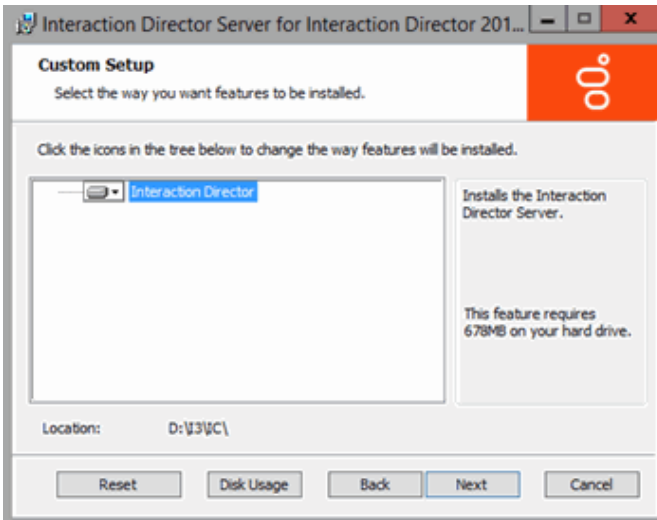 Interaction Director Server for Interaction Director 201...
Custom Setup
Select the way you want features to be installed.
Click the icons in the tree below to change the way features will be installed.
Interaction Director
Installs the Interaction
Director Server.
This feature requires
678MB on your hard drive.
Location: D:\I3\IC\
Reset Disk Usage Back Next Cancel